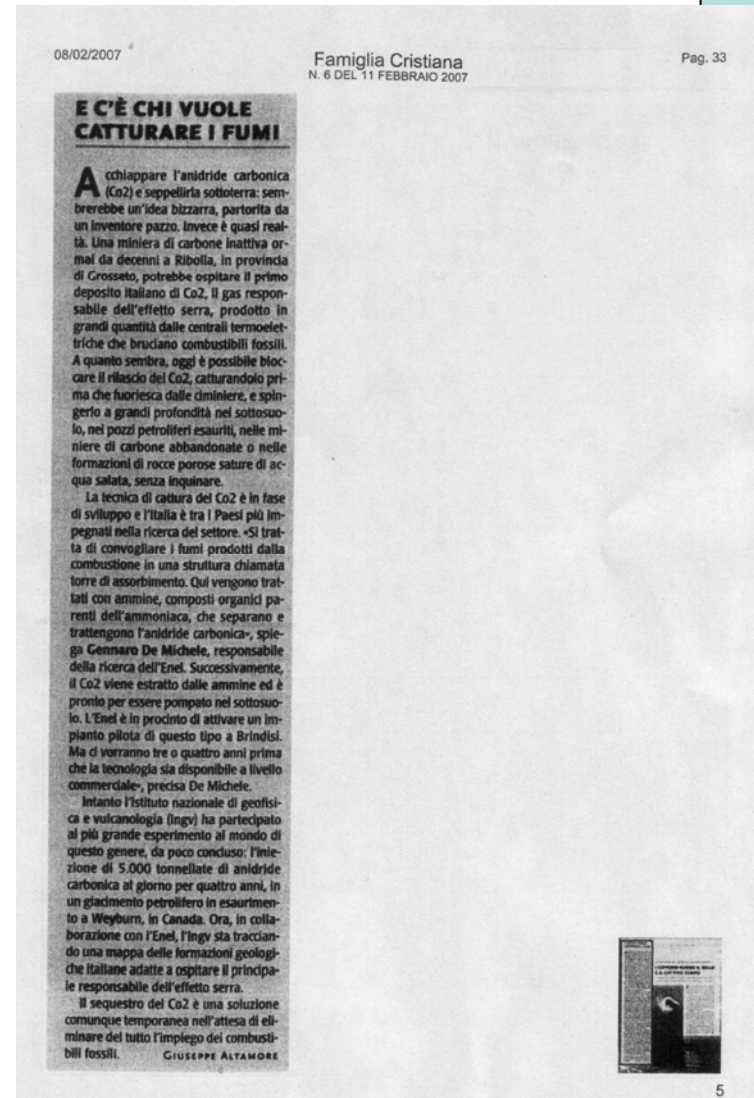 08/02/2007
Famiglia Cristiana
N. 6 DEL 11 FEBBRAIO 2007
Pag. 33
E C'È CHI VUOLE
CATTURARE I FUMI
Acchiappare l'anidride carbonica
(Co2) e seppellirla sottoterra: sem-
brerebbe un'idea bizzarra, partorita da
un inventore pazzo. Invece è quasi real-
tà. Una miniera di carbone inattiva or-
mai da decenni a Ribolla, in provincia
di Grosseto, potrebbe ospitare il primo
deposito italiano di Co2, il gas respon-
sabile dell'effetto serra, prodotto in
grandi quantità dalle centrali termoelet-
triche che bruciano combustibili fossili.
A quanto sembra, oggi è possibile bloc-
care il rilascio del Co2, catturandolo pri-
ma che fuoriesca dalle ciminiere, e spin-
gerlo a grandi profondità nel sottosuo-
lo, nei pozzi petroliferi esauriti, nelle mi-
niere di carbone abbandonate o nelle
formazioni di rocce porose sature di ac-
qua salata, senza inquinare.
La tecnica di cattura del Co2 è in fase
di sviluppo e l'Italia è tra i Paesi più im-
pegnati nella ricerca del settore. «Si trat-
ta di convogliare i fumi prodotti dalla
combustione in una struttura chiamata
torre di assorbimento. Qui vengono trat-
tati con ammine, composti organici pa-
renti dell'ammoniaca, che separano e
trattengono l'anidride carbonica», spie-
ga Gennaro De Michele, responsabile
della ricerca dell'Enel. Successivamente,
il Co2 viene estratto dalle ammine ed è
pronto per essere pompato nel sottosuo-
lo. L'Enel è in procinto di attivare un im-
pianto pilota di questo tipo a Brindisi.
Ma ci vorranno tre o quattro anni prima
che la tecnologia sia disponibile a livello
commerciale», precisa De Michele.
Intanto l'Istituto nazionale di geofisi-
ca e vulcanologia (Ingv) ha partecipato
al più grande esperimento al mondo di
questo genere, da poco concluso: l'inie-
zione di 5.000 tonnellate di anidride
carbonica al giorno per quattro anni, in
un giacimento petrolifero in esaurimen-
to a Weyburn, in Canada. Ora, in colla-
borazione con l'Enel, l'Ingv sta traccian-
do una mappa delle formazioni geologi-
che italiane adatte a ospitare il principa-
le responsabile dell'effetto serra.
Il sequestro del Co2 è una soluzione
comunque temporanea nell'attesa di eli-
minare del tutto l'impiego dei combusti-
bili fossili. GIUSEPPE ALTAMORE
5